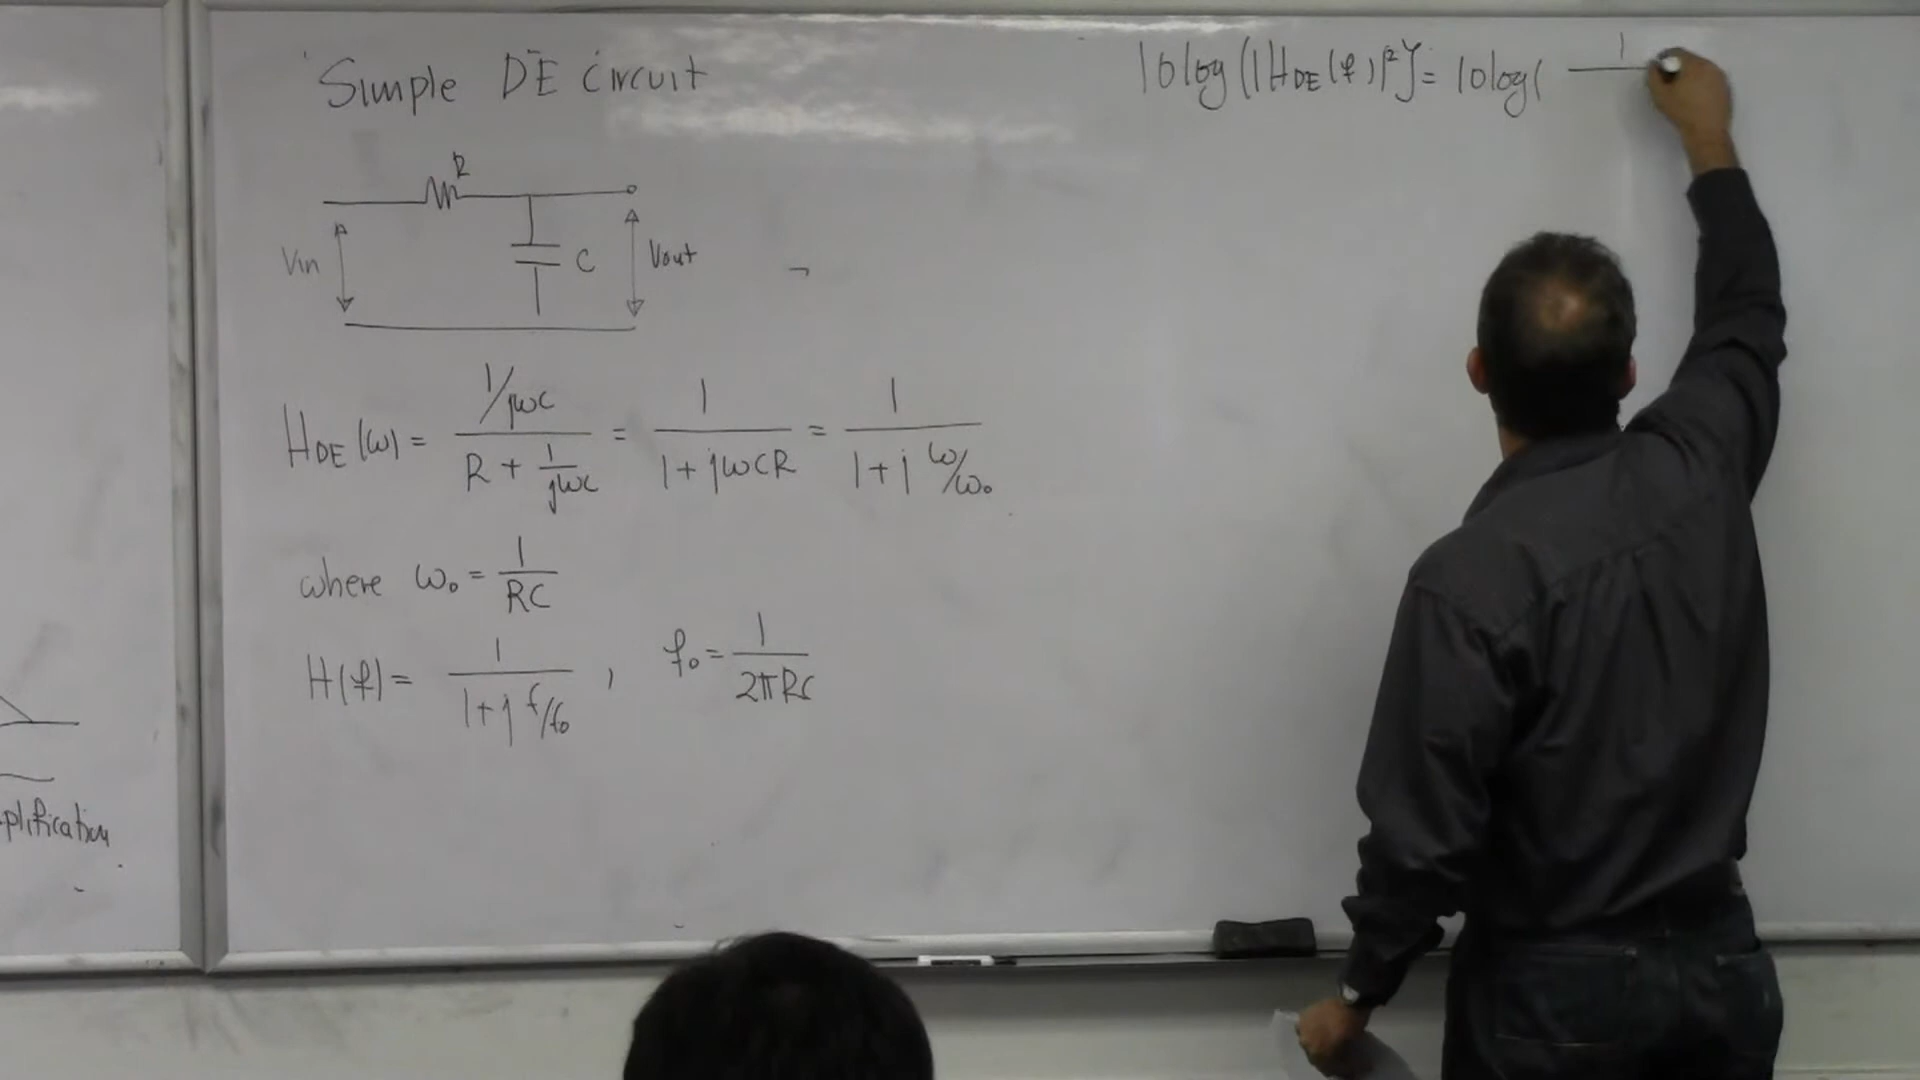 Simple DE Circuit
R
Vin
C
Vout
H_DE(ω) = (1/jωC)/(R + 1/jωC) = 1/(1 + jωCR) = 1/(1 + j ω/ω₀)
where ω₀ = 1/RC
H(f) = 1/(1 + j f/f₀) , f₀ = 1/2πRC
10log(|H_DE(f)|²) = 10log( 1
plification